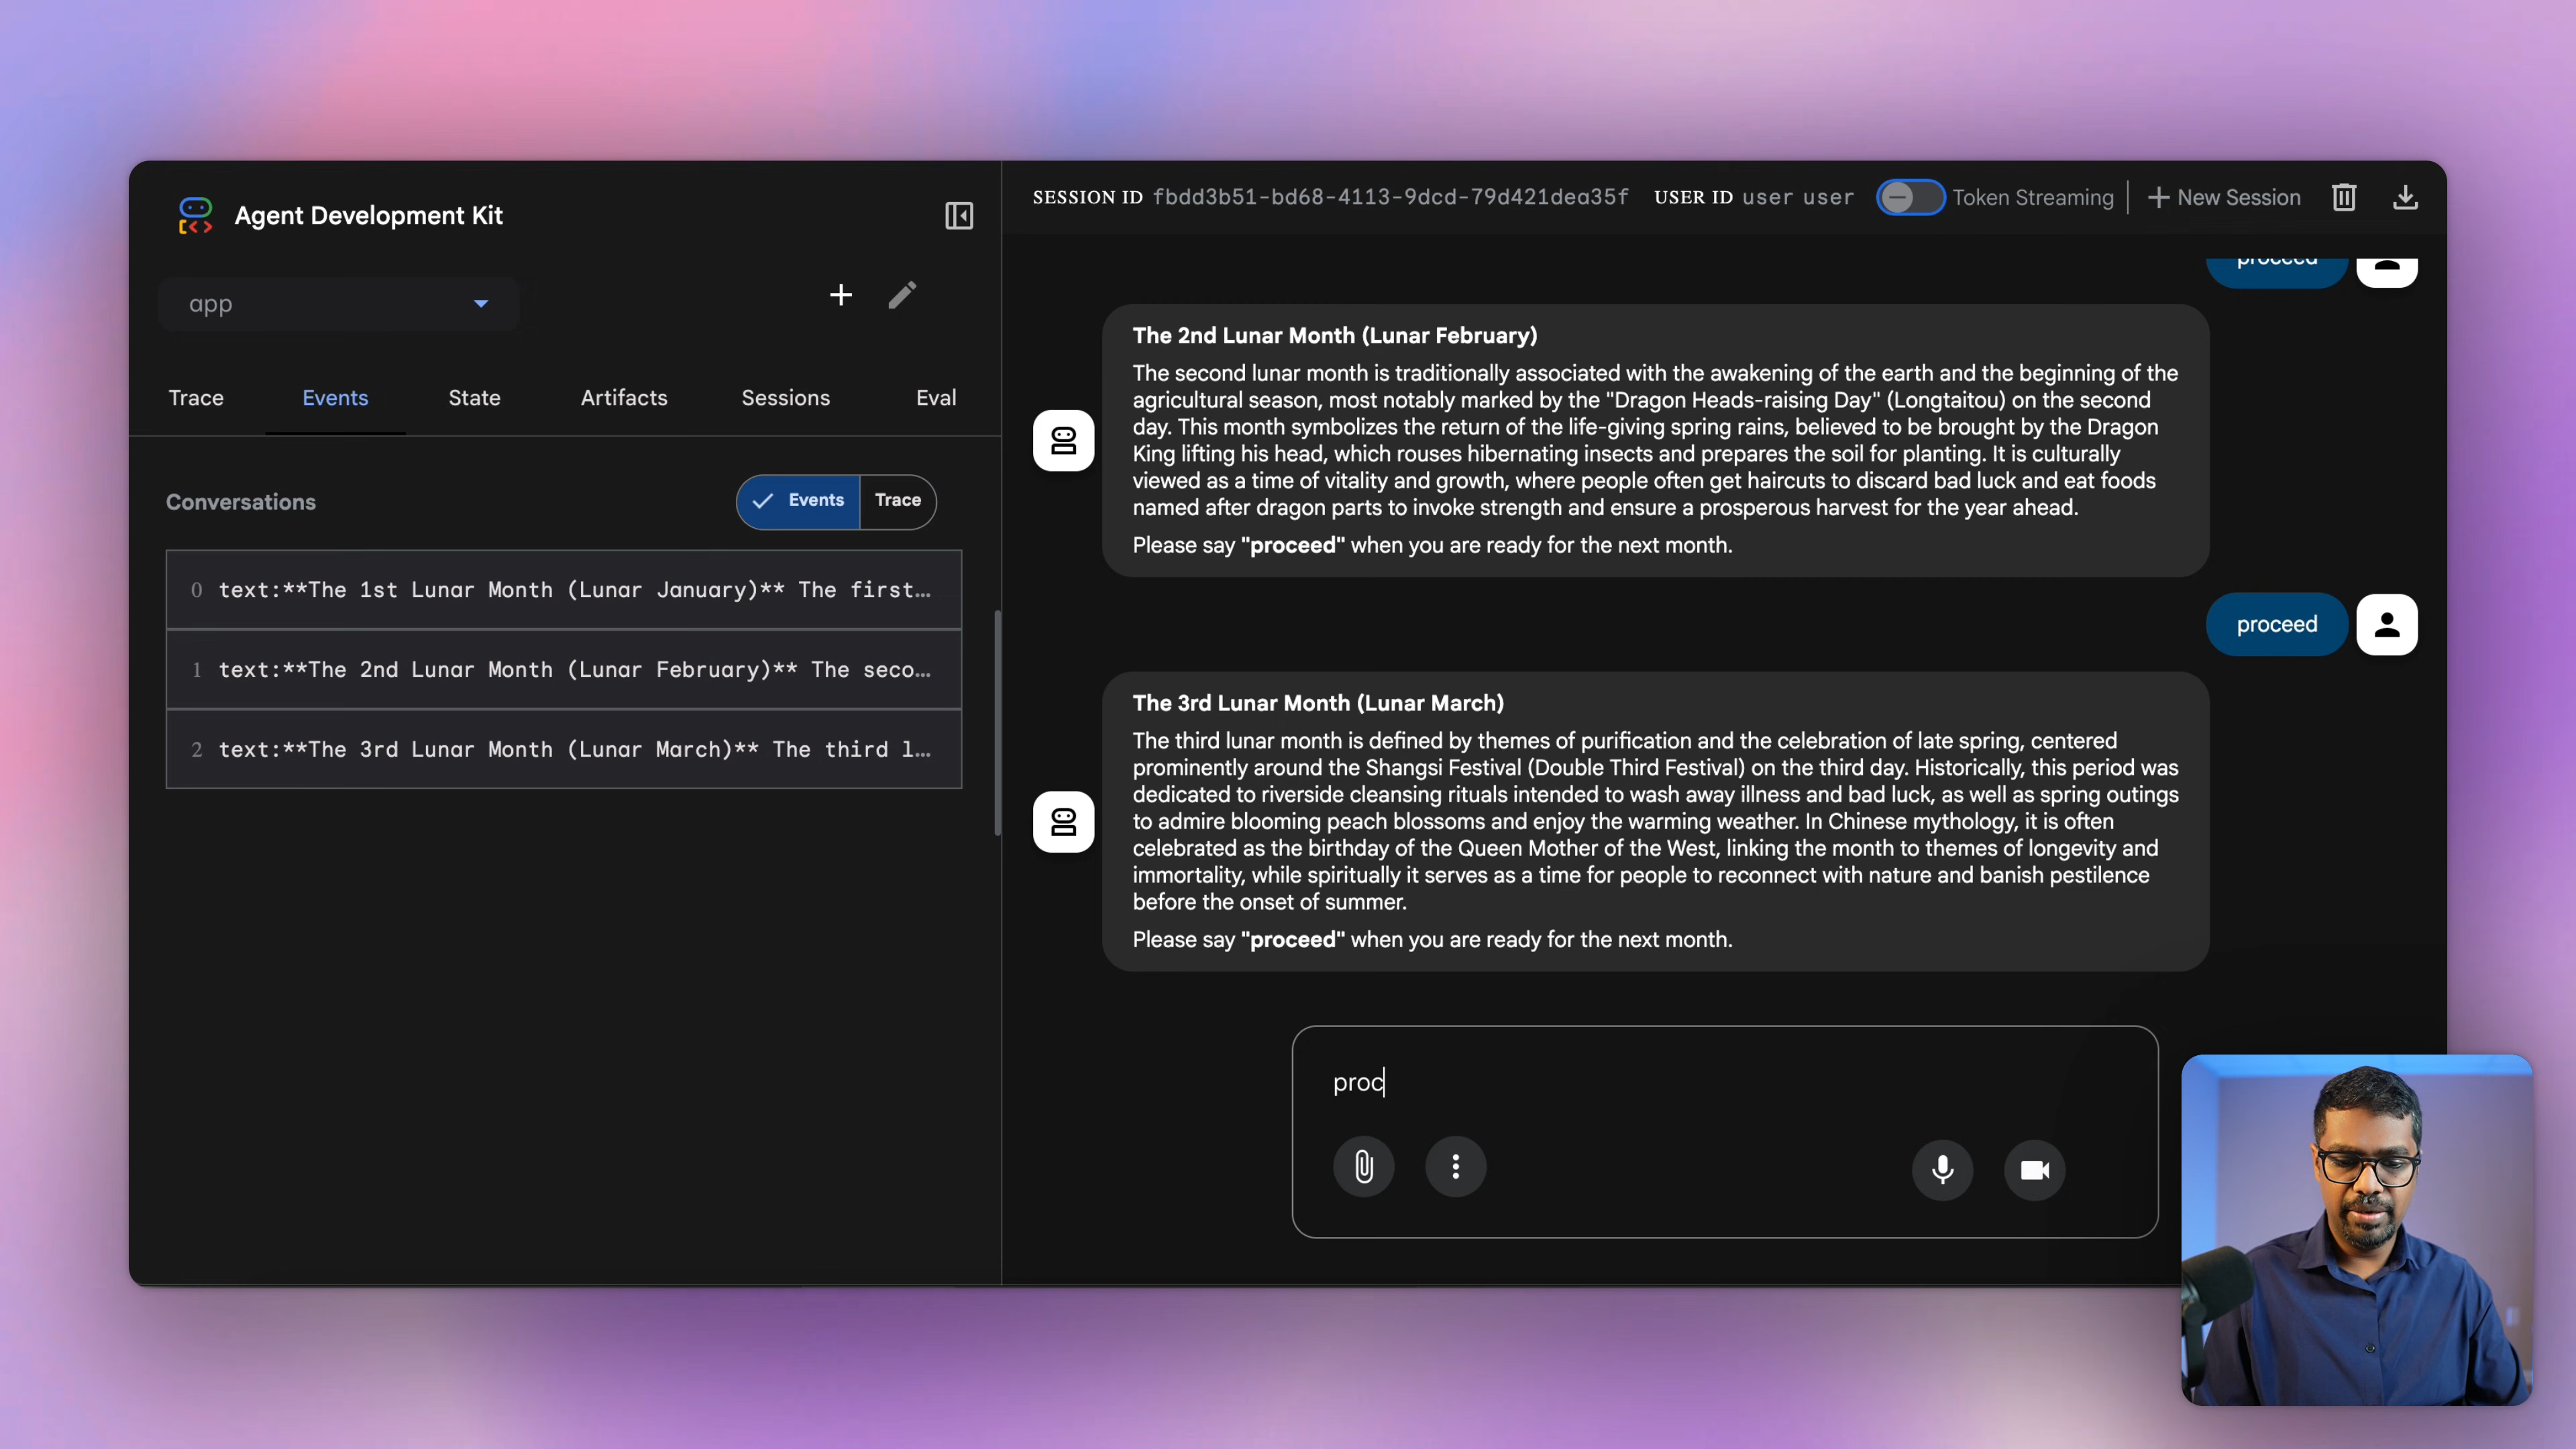 Agent Development Kit
app
Trace
Events
State
Artifacts
Sessions
Eval
Conversations
Events
Trace
0 text:**The 1st Lunar Month (Lunar January)** The first...
1 text:**The 2nd Lunar Month (Lunar February)** The seco...
2 text:**The 3rd Lunar Month (Lunar March)** The third l...
SESSION ID fbdd3b51-bd68-4113-9dcd-79d421dea35f
USER ID user user
Token Streaming
New Session
proceed
The 2nd Lunar Month (Lunar February)
The second lunar month is traditionally associated with the awakening of the earth and the beginning of the
agricultural season, most notably marked by the "Dragon Heads-raising Day" (Longtaitou) on the second
day. This month symbolizes the return of the life-giving spring rains, believed to be brought by the Dragon
King lifting his head, which rouses hibernating insects and prepares the soil for planting. It is culturally
viewed as a time of vitality and growth, where people often get haircuts to discard bad luck and eat foods
named after dragon parts to invoke strength and ensure a prosperous harvest for the year ahead.
Please say "proceed" when you are ready for the next month.
proceed
The 3rd Lunar Month (Lunar March)
The third lunar month is defined by themes of purification and the celebration of late spring, centered
prominently around the Shangsi Festival (Double Third Festival) on the third day. Historically, this period was
dedicated to riverside cleansing rituals intended to wash away illness and bad luck, as well as spring outings
to admire blooming peach blossoms and enjoy the warming weather. In Chinese mythology, it is often
celebrated as the birthday of the Queen Mother of the West, linking the month to themes of longevity and
immortality, while spiritually it serves as a time for people to reconnect with nature and banish pestilence
before the onset of summer.
Please say "proceed" when you are ready for the next month.
proc